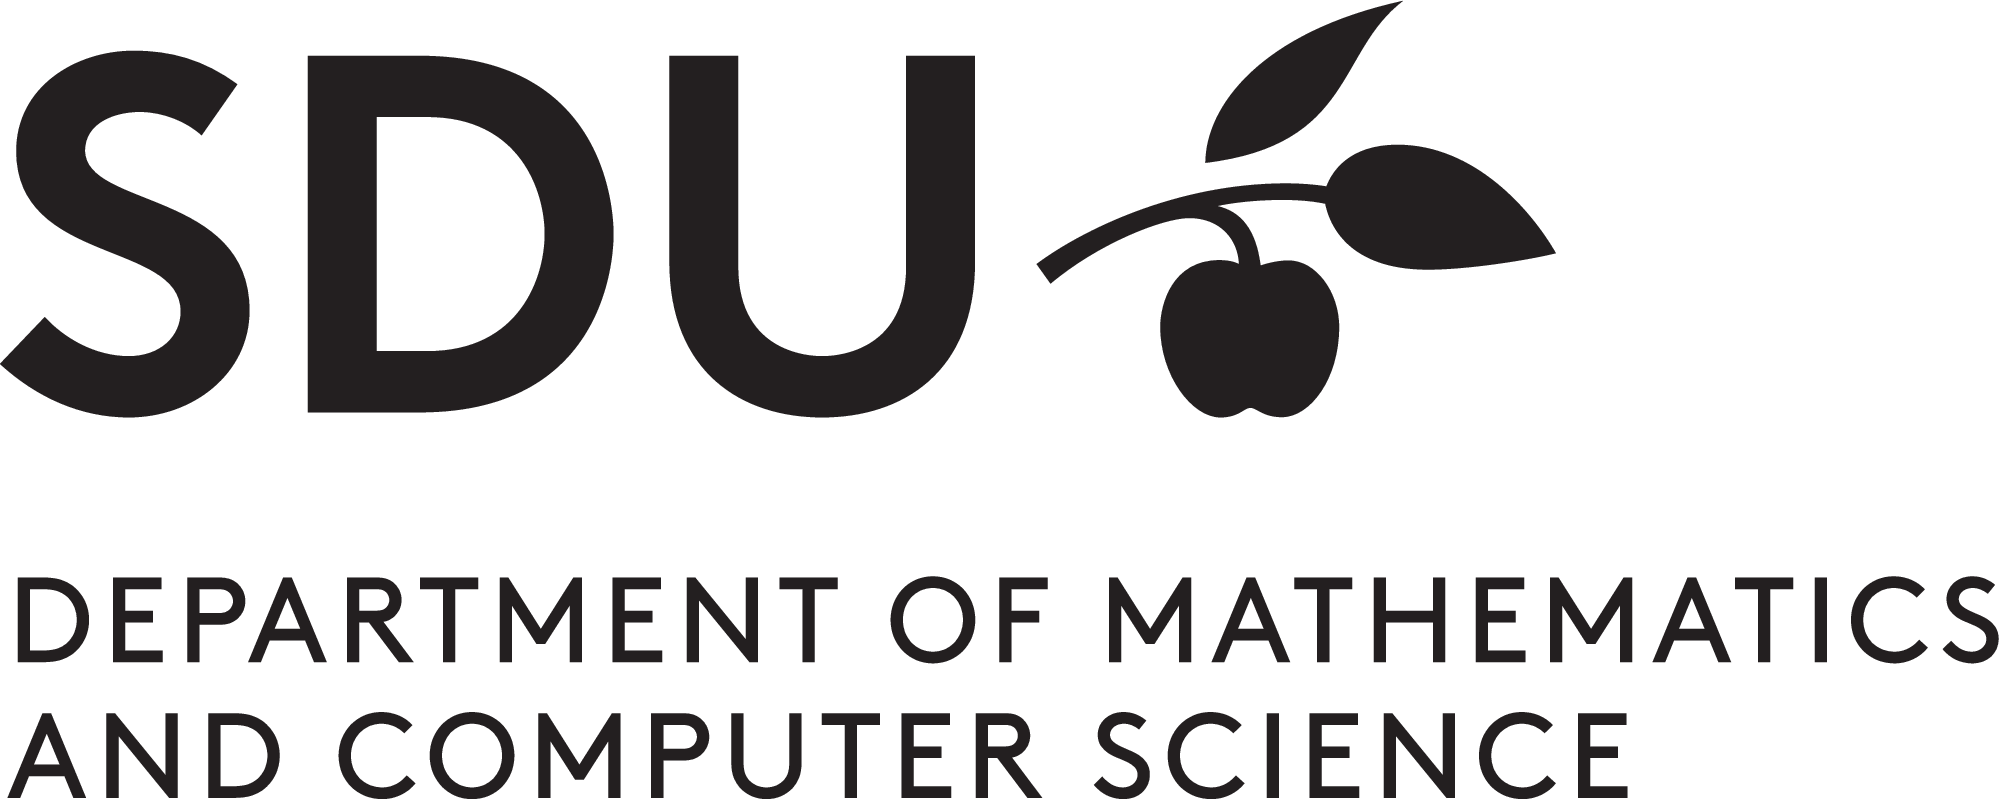 SDU
DEPARTMENT OF MATHEMATICS
AND COMPUTER SCIENCE